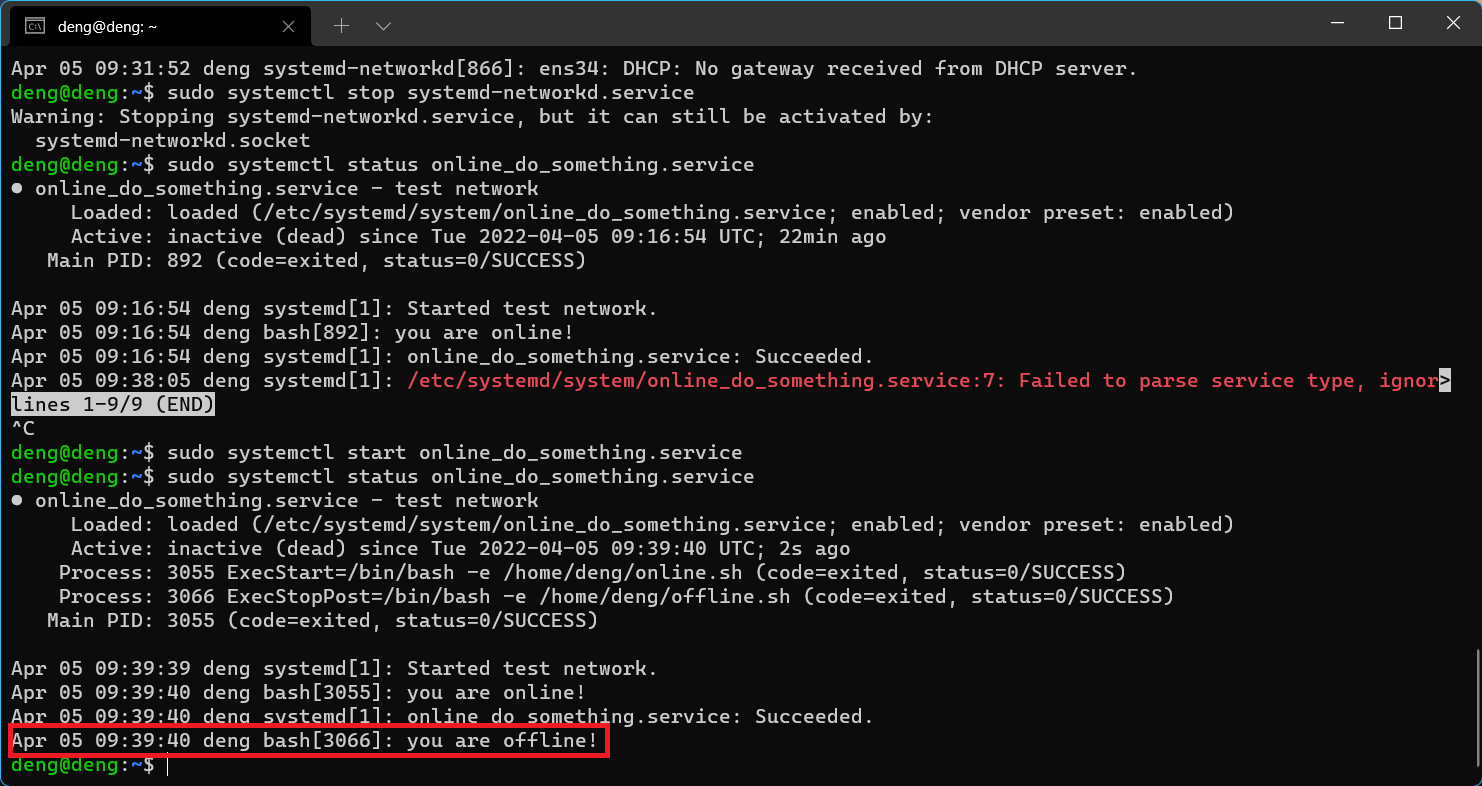 deng@deng: ~
Apr 05 09:31:52 deng systemd-networkd[866]: ens34: DHCP: No gateway received from DHCP server.
deng@deng:~$ sudo systemctl stop systemd-networkd.service
Warning: Stopping systemd-networkd.service, but it can still be activated by:
  systemd-networkd.socket
deng@deng:~$ sudo systemctl status online_do_something.service
● online_do_something.service - test network
     Loaded: loaded (/etc/systemd/system/online_do_something.service; enabled; vendor preset: enabled)
     Active: inactive (dead) since Tue 2022-04-05 09:16:54 UTC; 22min ago
   Main PID: 892 (code=exited, status=0/SUCCESS)

Apr 05 09:16:54 deng systemd[1]: Started test network.
Apr 05 09:16:54 deng bash[892]: you are online!
Apr 05 09:16:54 deng systemd[1]: online_do_something.service: Succeeded.
Apr 05 09:38:05 deng systemd[1]: /etc/systemd/system/online_do_something.service:7: Failed to parse service type, ignor>
lines 1-9/9 (END)
^C
deng@deng:~$ sudo systemctl start online_do_something.service
deng@deng:~$ sudo systemctl status online_do_something.service
● online_do_something.service - test network
     Loaded: loaded (/etc/systemd/system/online_do_something.service; enabled; vendor preset: enabled)
     Active: inactive (dead) since Tue 2022-04-05 09:39:40 UTC; 2s ago
    Process: 3055 ExecStart=/bin/bash -e /home/deng/online.sh (code=exited, status=0/SUCCESS)
    Process: 3066 ExecStopPost=/bin/bash -e /home/deng/offline.sh (code=exited, status=0/SUCCESS)
   Main PID: 3055 (code=exited, status=0/SUCCESS)

Apr 05 09:39:39 deng systemd[1]: Started test network.
Apr 05 09:39:40 deng bash[3055]: you are online!
Apr 05 09:39:40 deng systemd[1]: online_do_something.service: Succeeded.
Apr 05 09:39:40 deng bash[3066]: you are offline!
deng@deng:~$